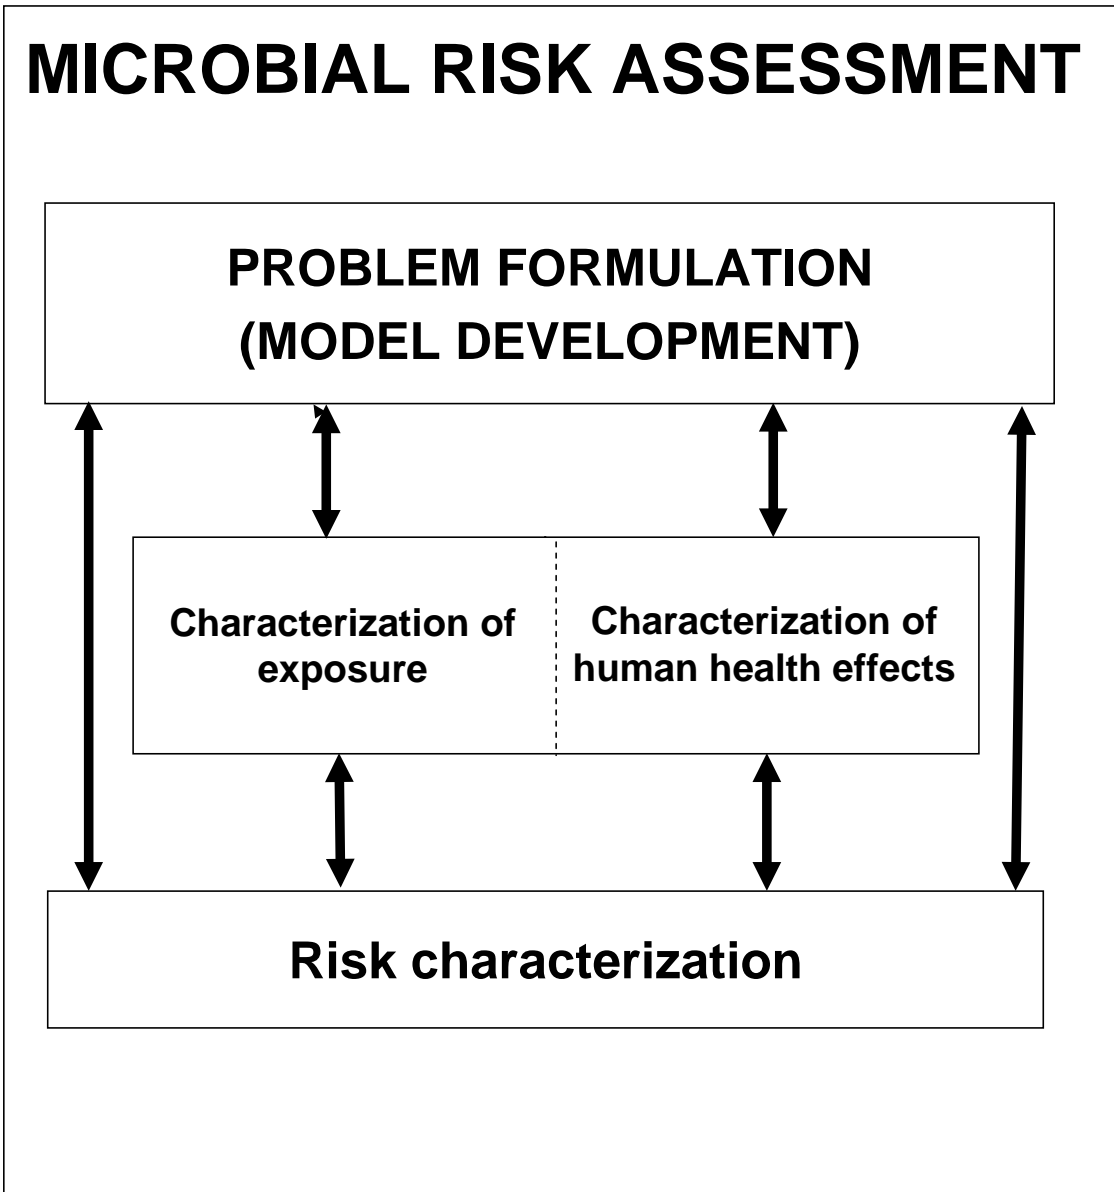 MICROBIAL RISK ASSESSMENT
PROBLEM FORMULATION
(MODEL DEVELOPMENT)
Characterization of
exposure
Characterization of
human health effects
Risk characterization